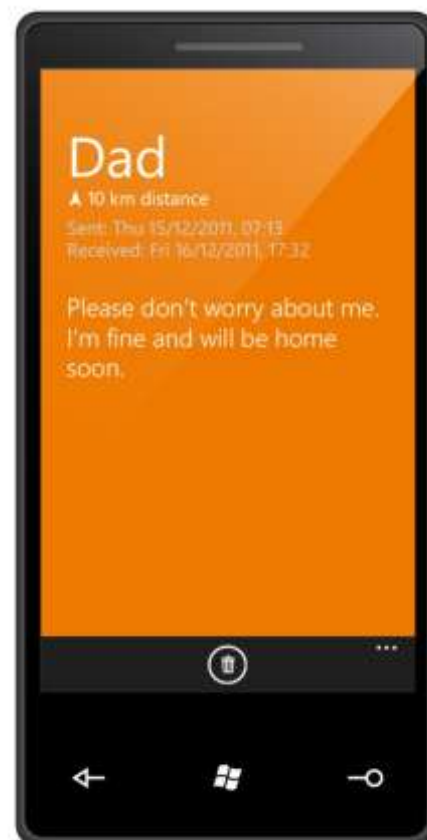 Dad
10 km distance
Sent: Thu 15/12/2011, 07:13
Received: Fri 16/12/2011, 17:32
Please don't worry about me.
I'm fine and will be home
soon.